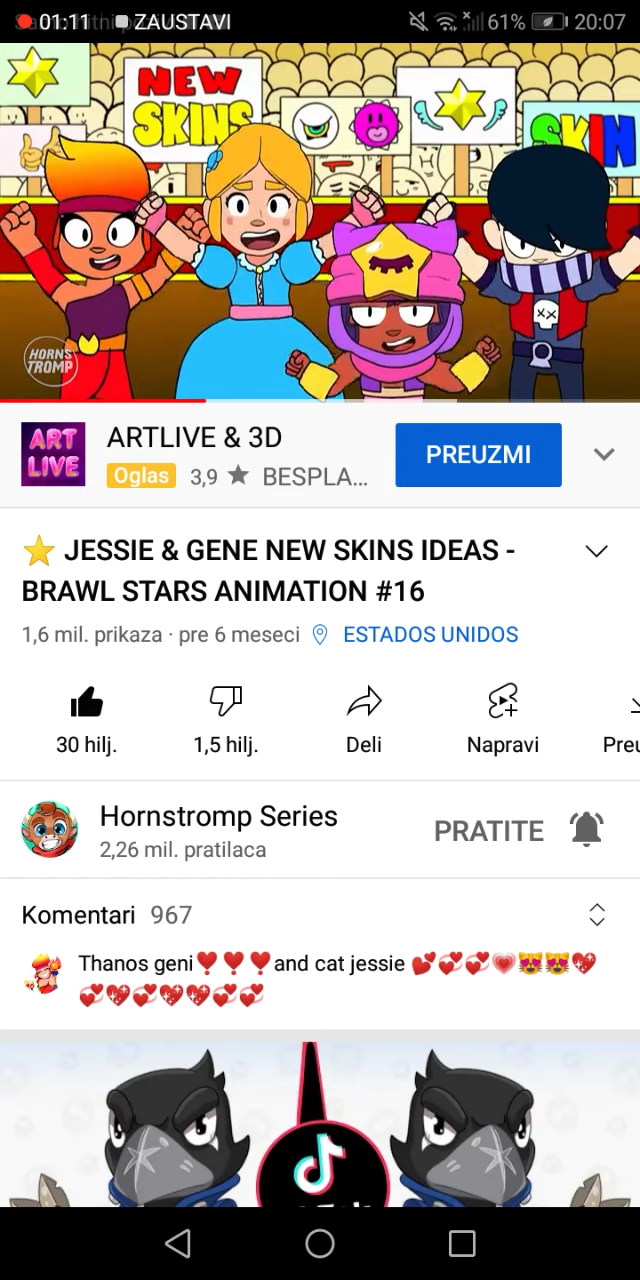 01:11 ZAUSTAVI 61% 20:07
NEW
SKINS
SKIN
HORNS
TROMP
ART
LIVE
ARTLIVE & 3D
PREUZMI
Oglas 3,9 ★ BESPLA...
⭐ JESSIE & GENE NEW SKINS IDEAS -
BRAWL STARS ANIMATION #16
1,6 mil. prikaza · pre 6 meseci ESTADOS UNIDOS
30 hilj. 1,5 hilj. Deli Napravi Preu
Hornstromp Series
2,26 mil. pratilaca
PRATITE
Komentari 967
Thanos geni❣❣❣and cat jessie 💕💞💞💗😻😻💖
💞💖💞💖💖💞💞